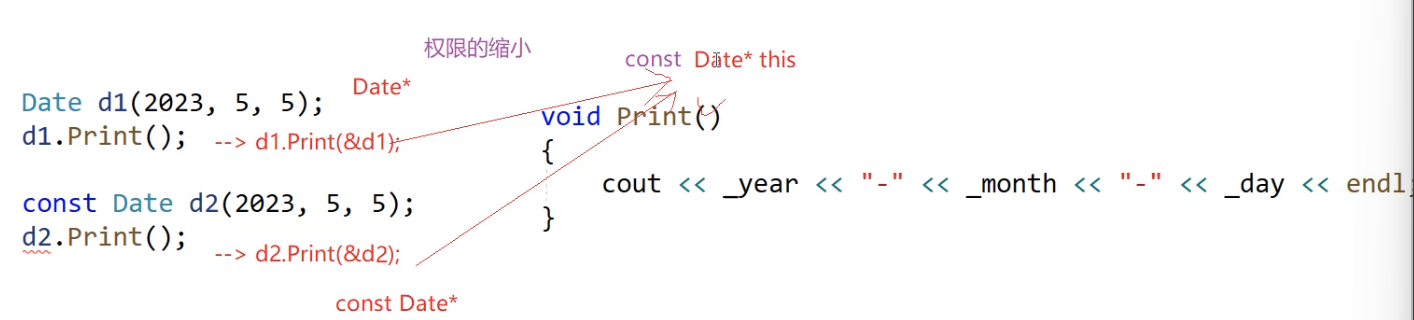 权限的缩小
const Date* this
Date*
Date d1(2023, 5, 5);
d1.Print(); --> d1.Print(&d1);
void Print()
{
cout << _year << "-" << _month << "-" << _day << endl;
}
const Date d2(2023, 5, 5);
d2.Print(); --> d2.Print(&d2);
const Date*